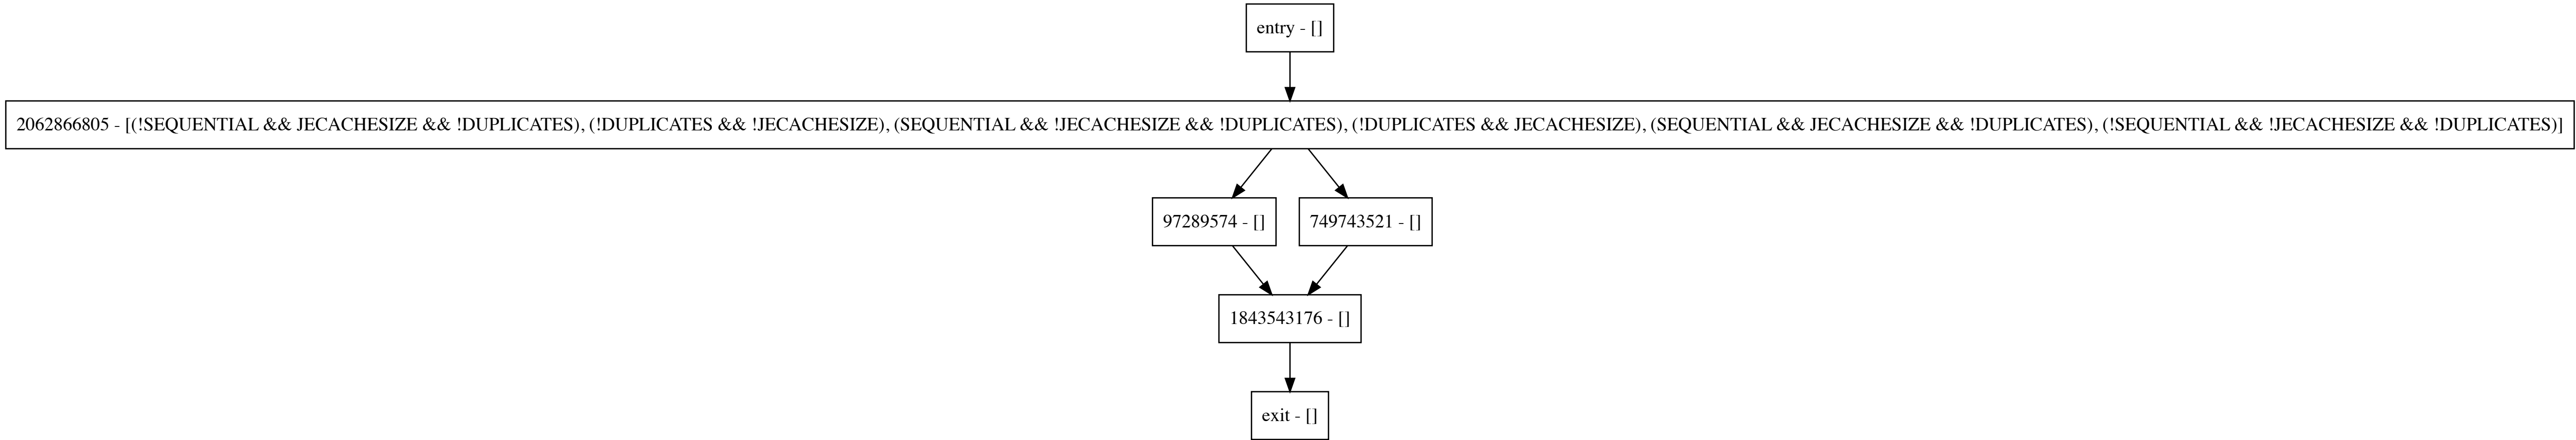 entry - []
2062866805 - [(!SEQUENTIAL && JECACHESIZE && !DUPLICATES), (!DUPLICATES && !JECACHESIZE), (SEQUENTIAL && !JECACHESIZE && !DUPLICATES), (!DUPLICATES && JECACHESIZE), (SEQUENTIAL && JECACHESIZE && !DUPLICATES), (!SEQUENTIAL && !JECACHESIZE && !DUPLICATES)]
97289574 - []
749743521 - []
1843543176 - []
exit - []